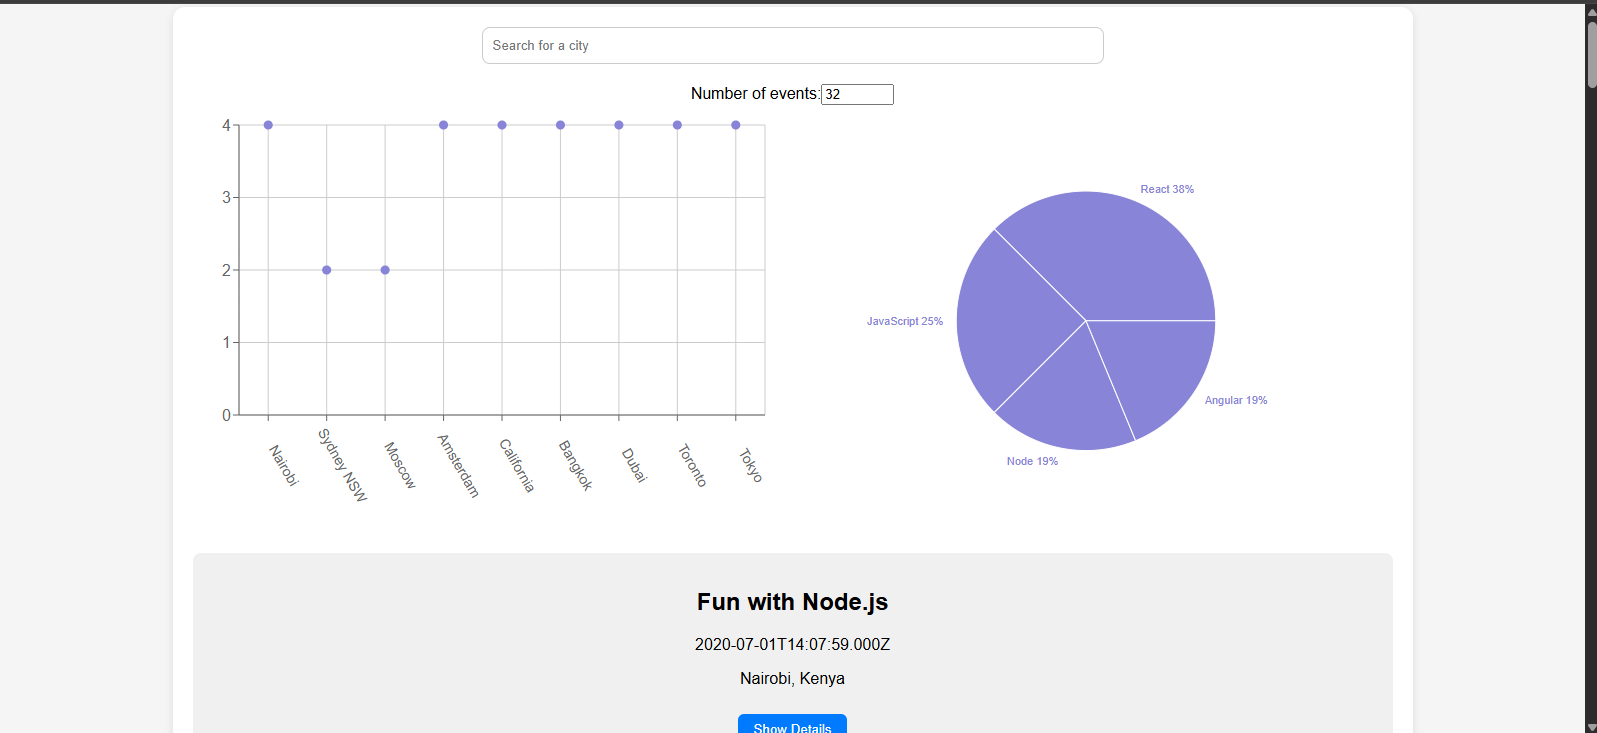 Search for a city
Number of events: 32
4
3
2
1
0
Nairobi
Sydney NSW
Moscow
Amsterdam
California
Bangkok
Dubai
Toronto
Tokyo
React 38%
JavaScript 25%
Angular 19%
Node 19%
Fun with Node.js
2020-07-01T14:07:59.000Z
Nairobi, Kenya
Show Details